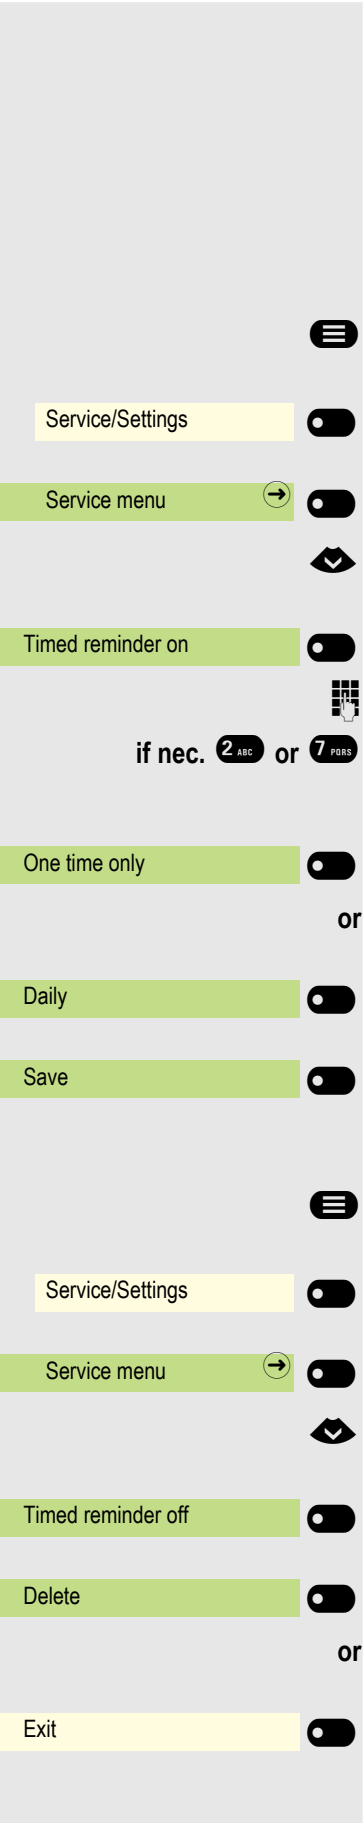 Service/Settings
Service menu
Timed reminder on
if nec. 2 ABC or 7 PQRS
One time only
or
Daily
Save
Service/Settings
Service menu
Timed reminder off
Delete
or
Exit